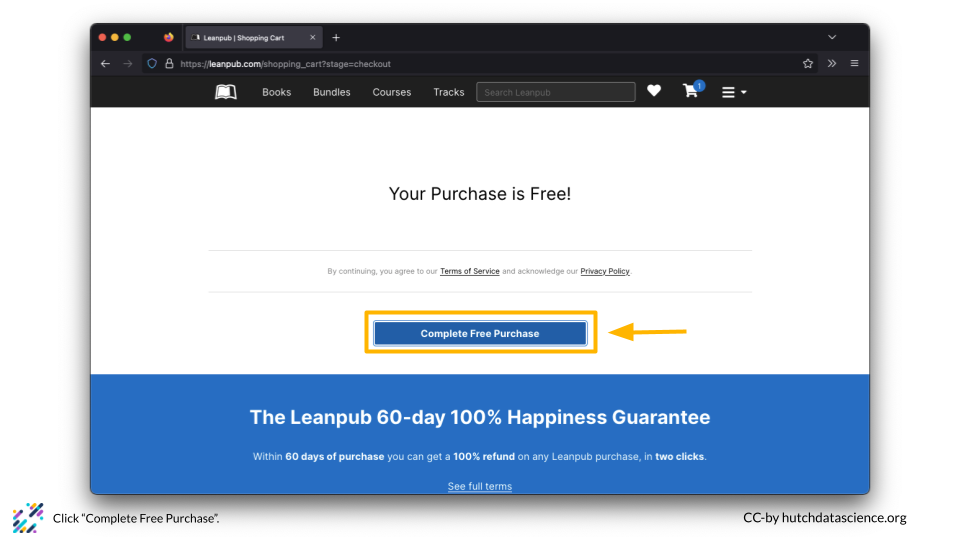 Leanpub | Shopping Cart
https://leanpub.com/shopping_cart?stage=checkout
Books Bundles Courses Tracks Search Leanpub 1
Your Purchase is Free!
By continuing, you agree to our Terms of Service and acknowledge our Privacy Policy.
Complete Free Purchase
The Leanpub 60-day 100% Happiness Guarantee
Within 60 days of purchase you can get a 100% refund on any Leanpub purchase, in two clicks.
See full terms
Click “Complete Free Purchase”.
CC-by hutchdatascience.org